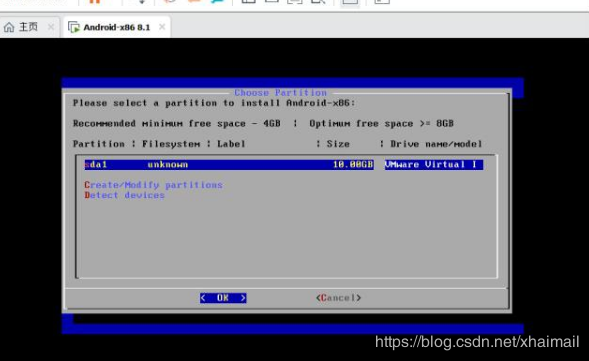 主页 × Android-x86 8.1 ×
Choose Partition
Please select a partition to install Android-x86:
Recommended minimum free space - 4GB ¦ Optimum free space >= 8GB
Partition ¦ Filesystem ¦ Label ¦ Size ¦ Drive name/model
sda1 unknown 10.00GB VMware Virtual I
Create/Modify partitions
Detect devices
< OK > <Cancel>
https://blog.csdn.net/xhaimail